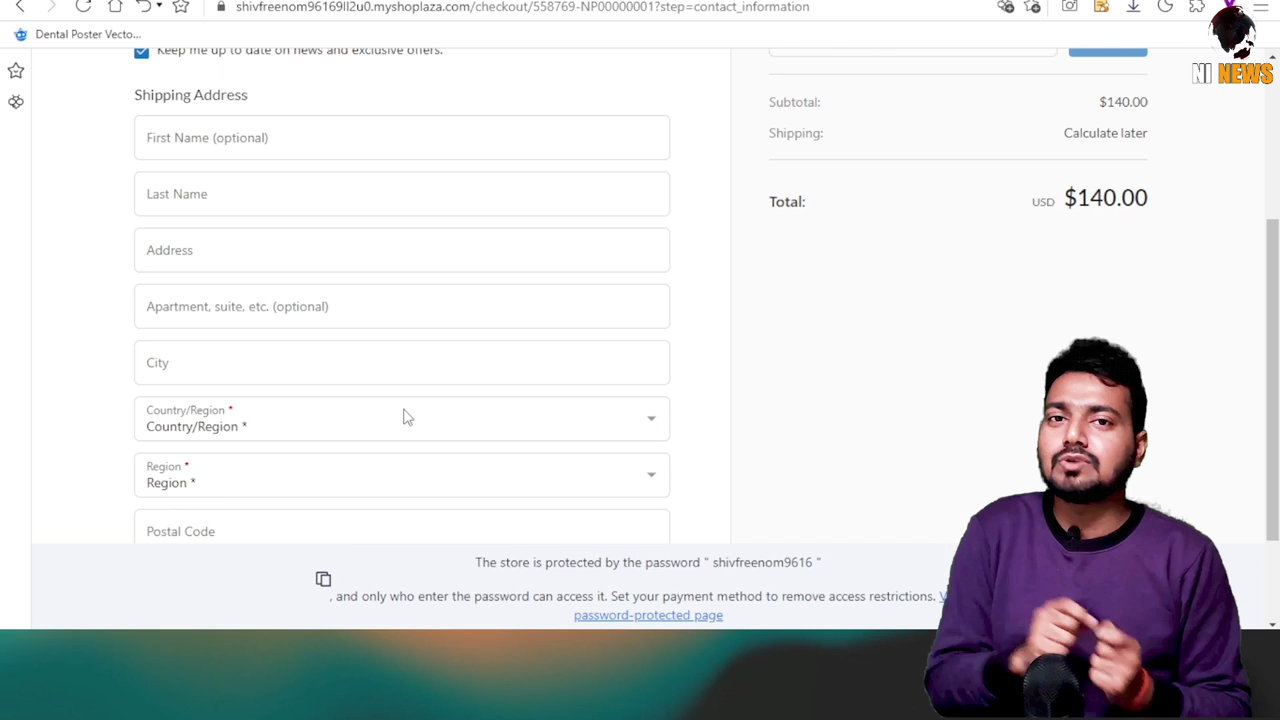 shivfreenom96169ll2u0.myshoplaza.com/checkout/558769-NP00000001?step=contact_information
Dental Poster Vecto...
NI NEWS
Keep me up to date on news and exclusive offers.
Shipping Address
First Name (optional)
Last Name
Address
Apartment, suite, etc. (optional)
City
Country/Region *
Country/Region *
Region *
Region *
Postal Code
Subtotal: $140.00
Shipping: Calculate later
Total: USD $140.00
The store is protected by the password " shivfreenom9616 "
, and only who enter the password can access it. Set your payment method to remove access restrictions.
password-protected page